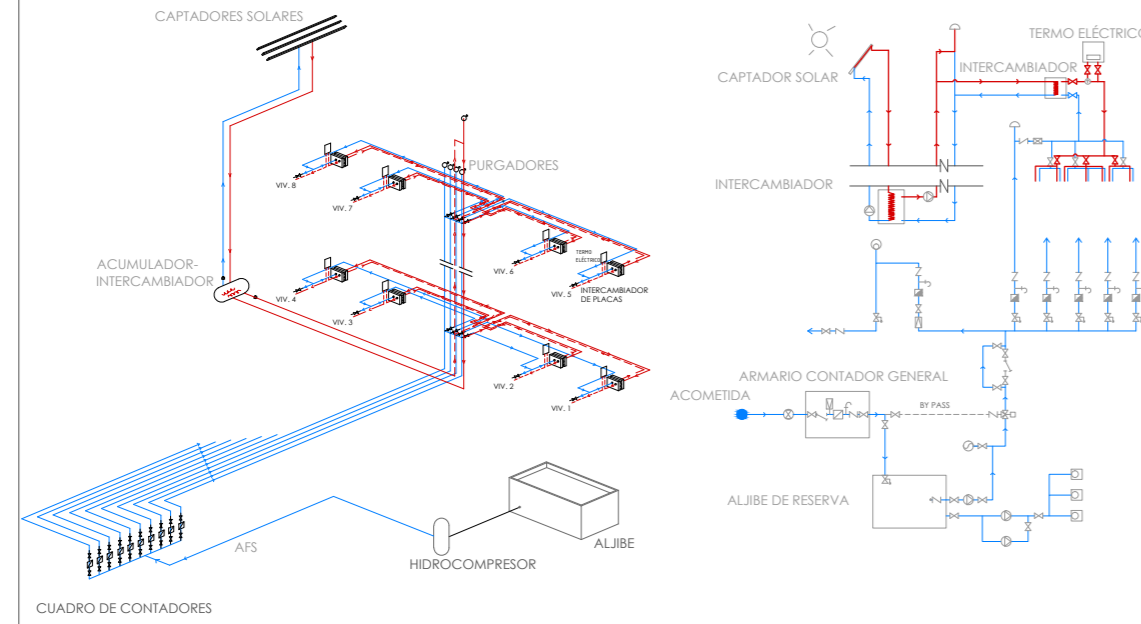 CAPTADORES SOLARES
PURGADORES
VIV. 8
VIV. 7
ACUMULADOR-
INTERCAMBIADOR
VIV. 6
TERMO
ELÉCTRICO
VIV. 5
INTERCAMBIADOR
DE PLACAS
VIV. 4
VIV. 3
VIV. 2
VIV. 1
AFS
HIDROCOMPRESOR
ALJIBE
CUADRO DE CONTADORES
TERMO ELÉCTRICO
INTERCAMBIADOR
CAPTADOR SOLAR
INTERCAMBIADOR
N
N
ARMARIO CONTADOR GENERAL
ACOMETIDA
BY PASS
ALJIBE DE RESERVA